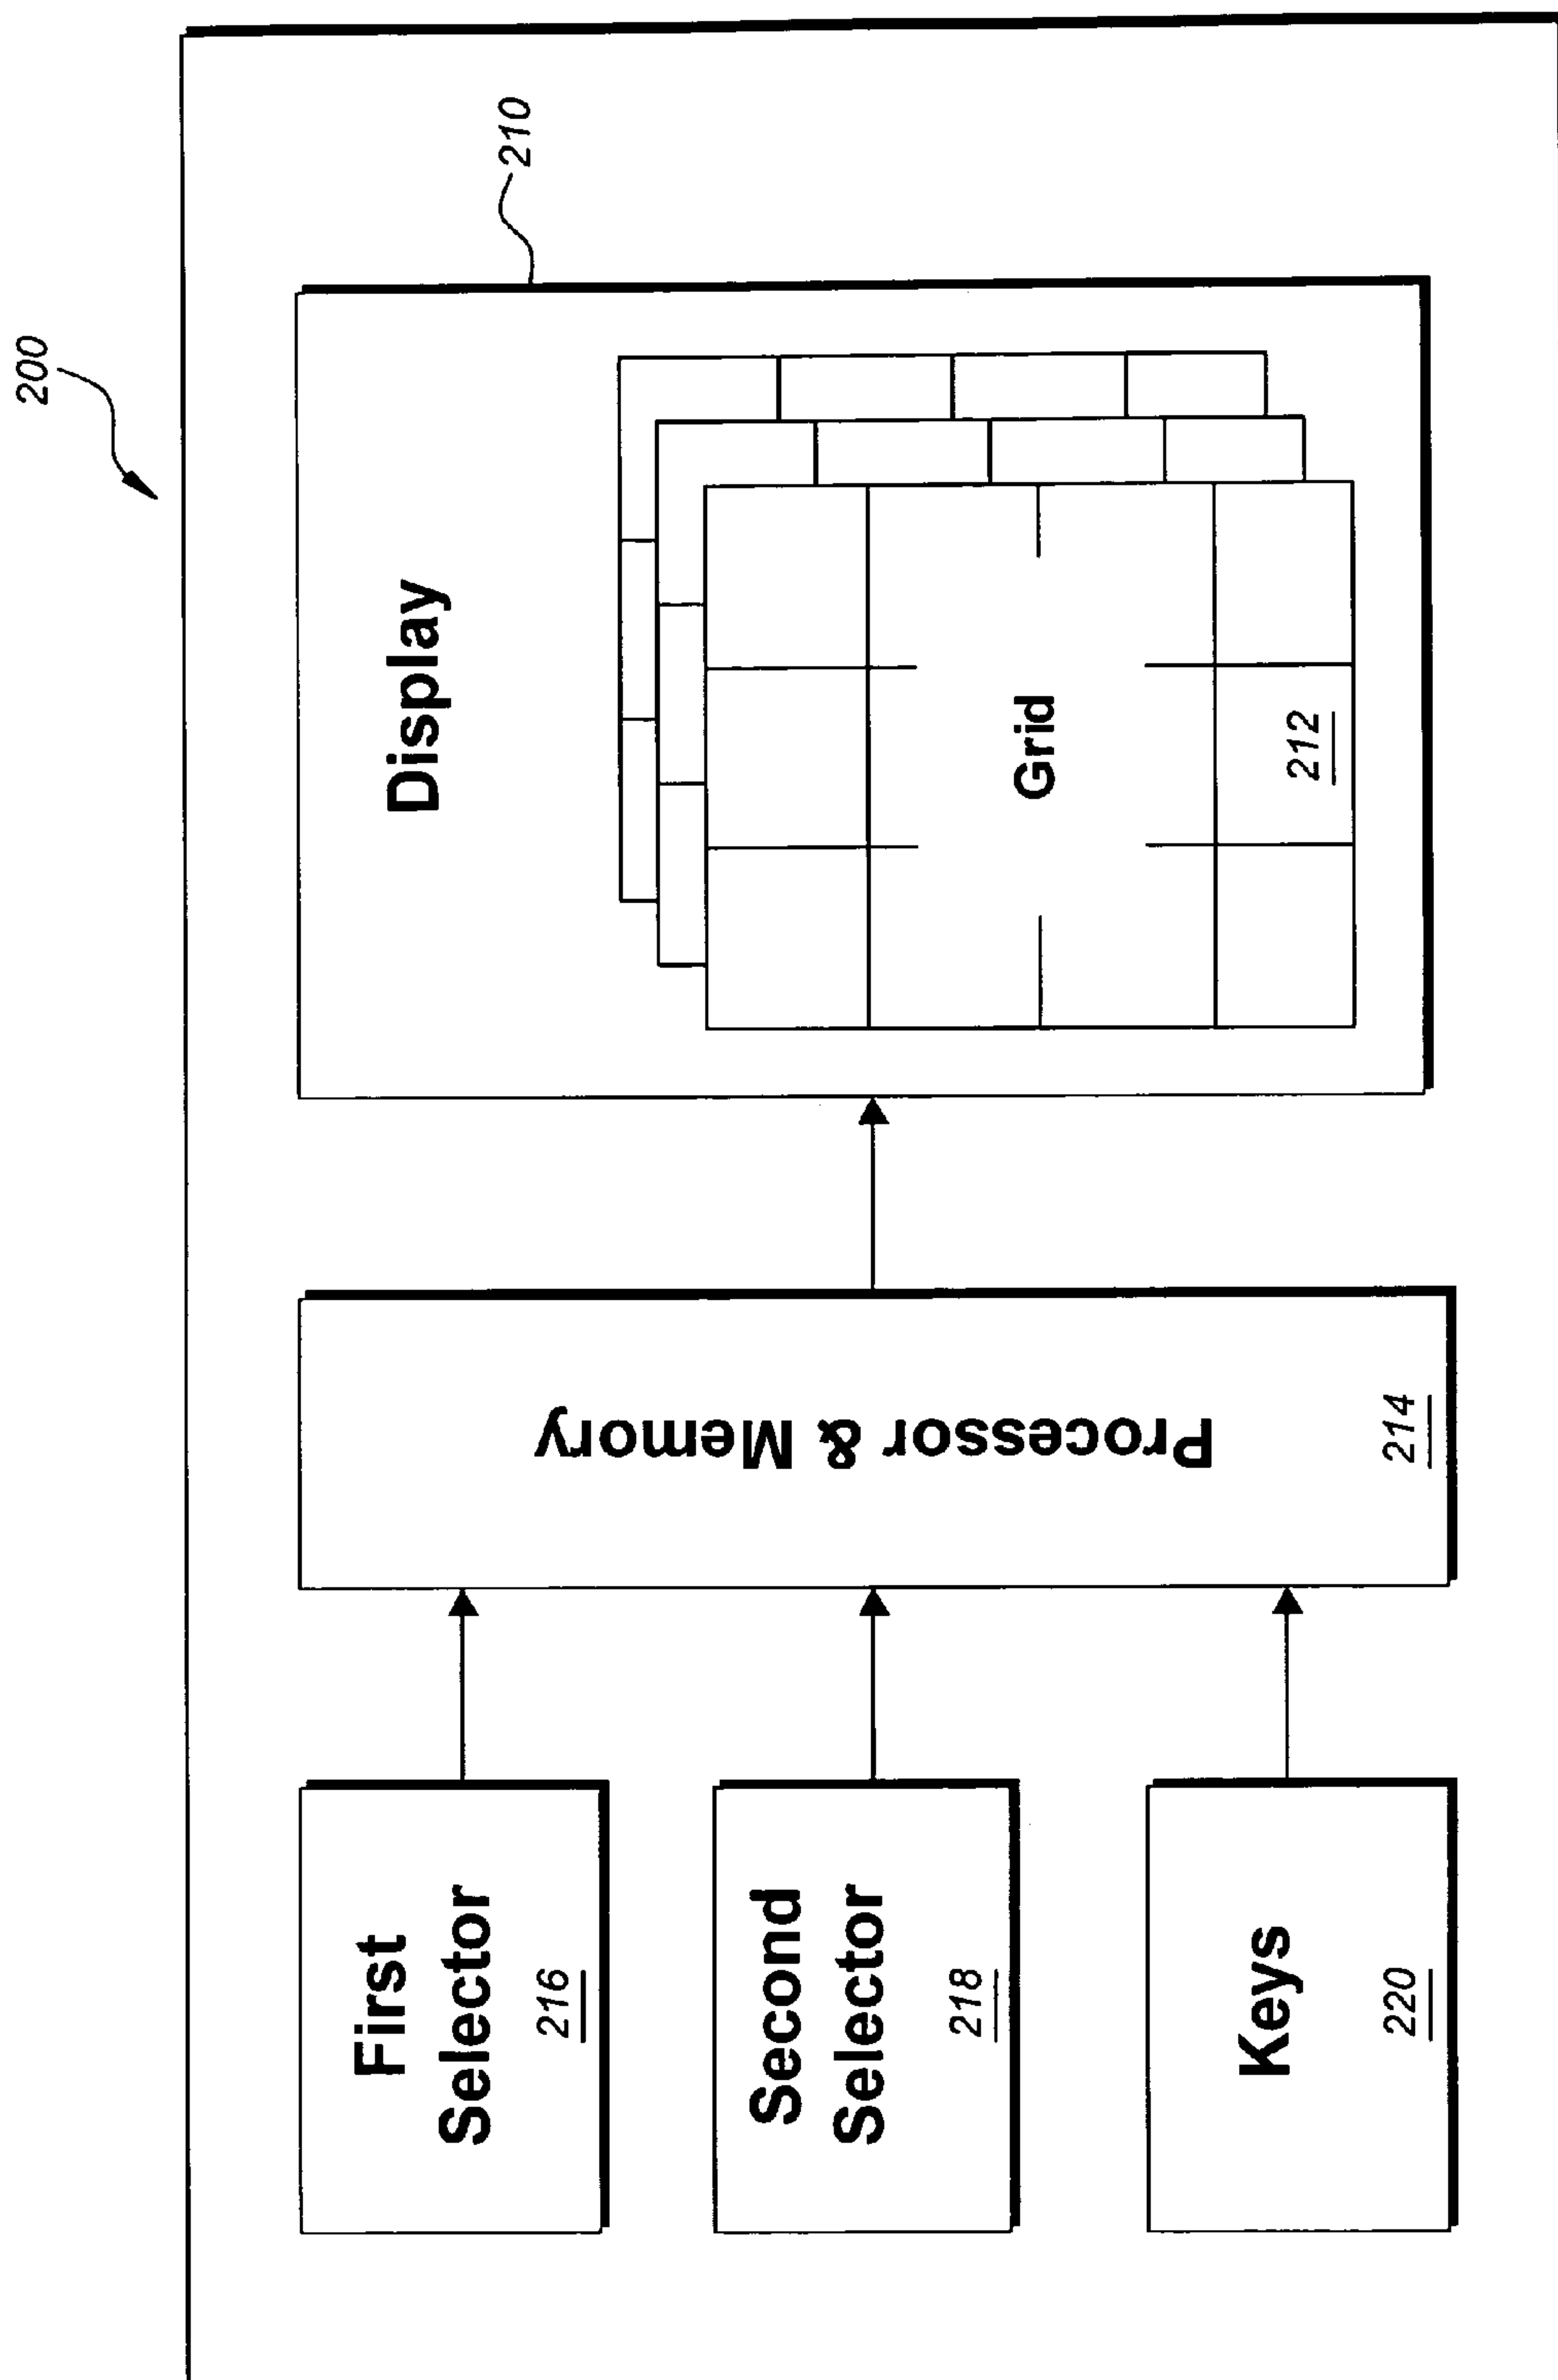 200
210
Display
Grid
212
Processor & Memory
214
First
Selector
216
Second
Selector
218
Keys
220